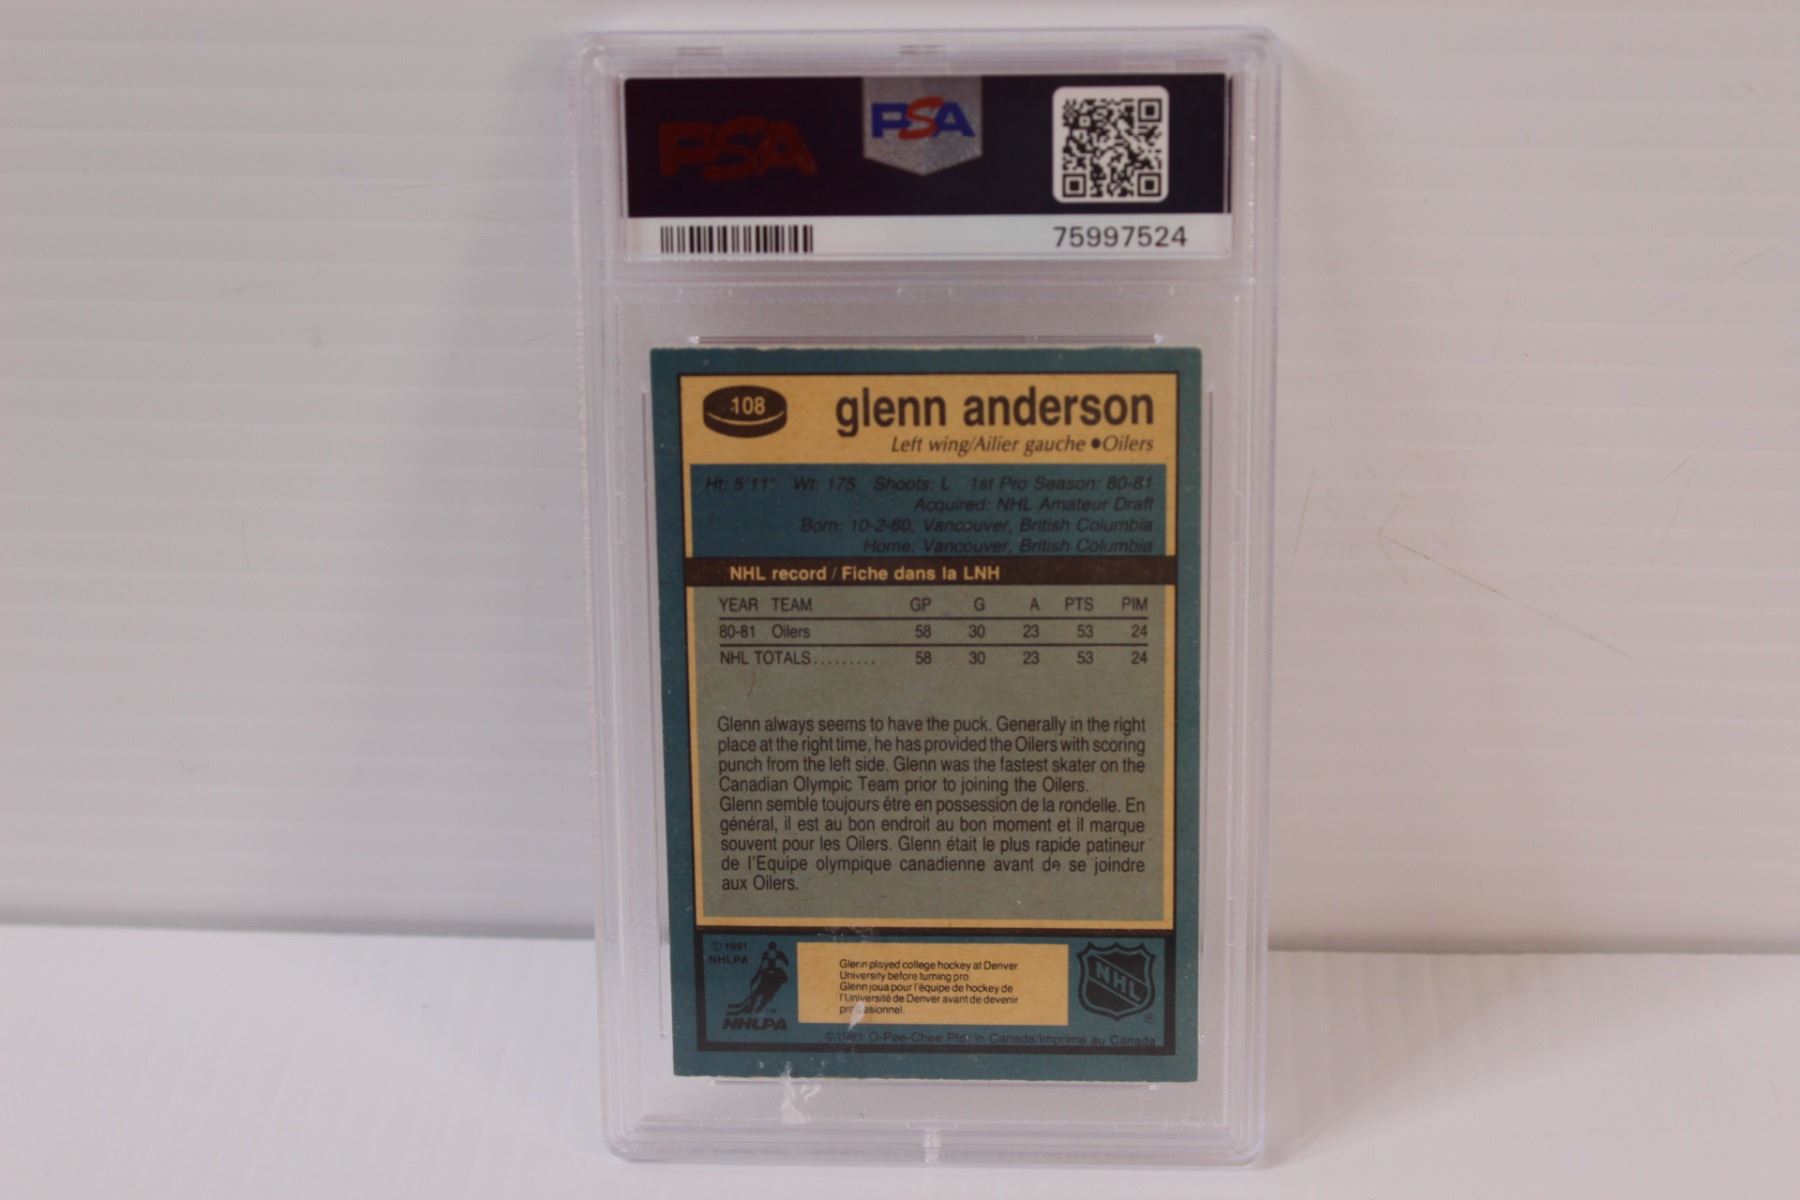 PSA
PSA
75997524
108
glenn anderson
Left wing/Ailier gauche ● Oilers
Ht: 5'11" Wt: 175 Shoots: L 1st Pro Season: 80-81
Acquired: NHL Amateur Draft
Born: 10-2-60, Vancouver, British Columbia
Home: Vancouver, British Columbia
NHL record / Fiche dans la LNH
YEAR TEAM GP G A PTS PIM
80-81 Oilers 58 30 23 53 24
NHL TOTALS......... 58 30 23 53 24
Glenn always seems to have the puck. Generally in the right
place at the right time, he has provided the Oilers with scoring
punch from the left side. Glenn was the fastest skater on the
Canadian Olympic Team prior to joining the Oilers.
Glenn semble toujours être en possession de la rondelle. En
général, il est au bon endroit au bon moment et il marque
souvent pour les Oilers. Glenn était le plus rapide patineur
de l'Equipe olympique canadienne avant de se joindre
aux Oilers.
© 1981
NHLPA
NHLPA
TM
Glenn played college hockey at Denver
University before turning pro.
Glenn joua pour l'équipe de hockey de
l'Université de Denver avant de devenir
professionnel.
NHL
®
©1981 O-Pee-Chee Ptd. in Canada/Imprimé au Canada